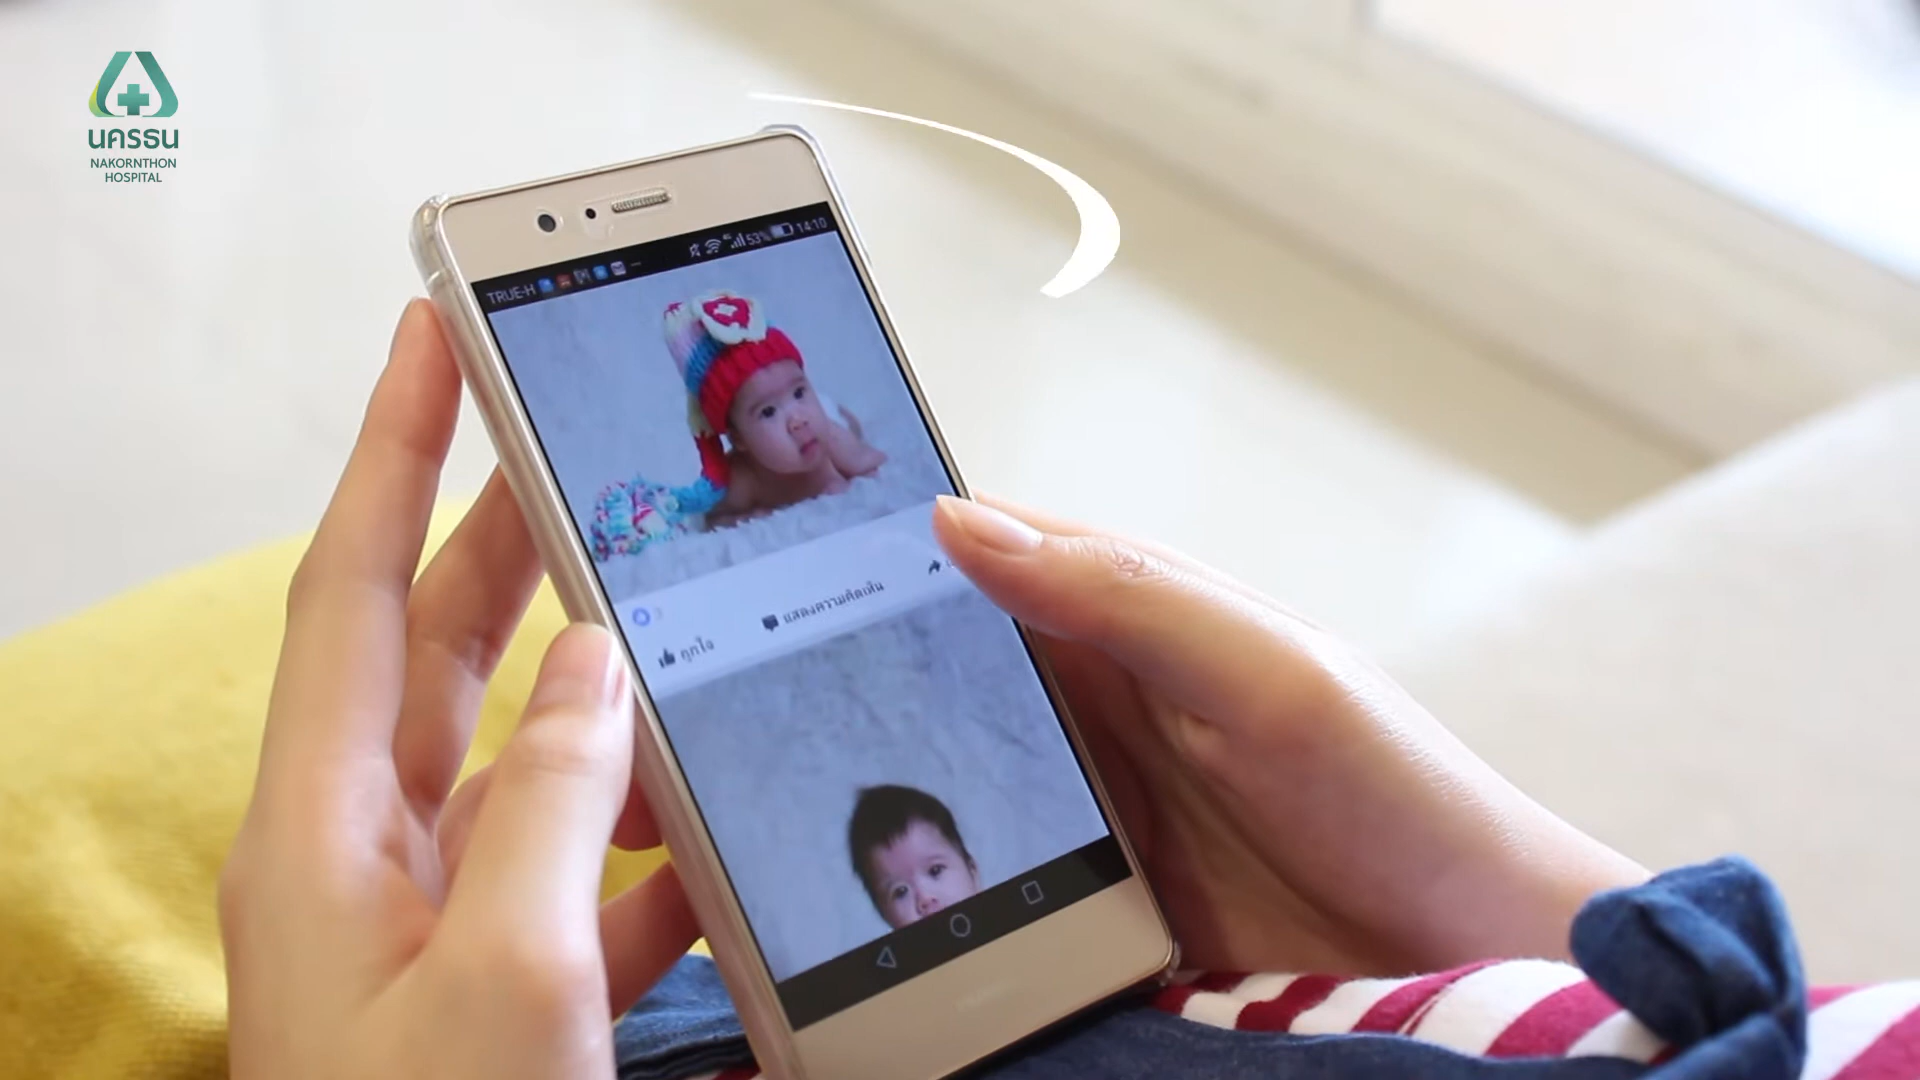 นครธน
NAKORNTHON
HOSPITAL
TRUE-H
53% 14:10
3
ถูกใจ
แสดงความคิดเห็น